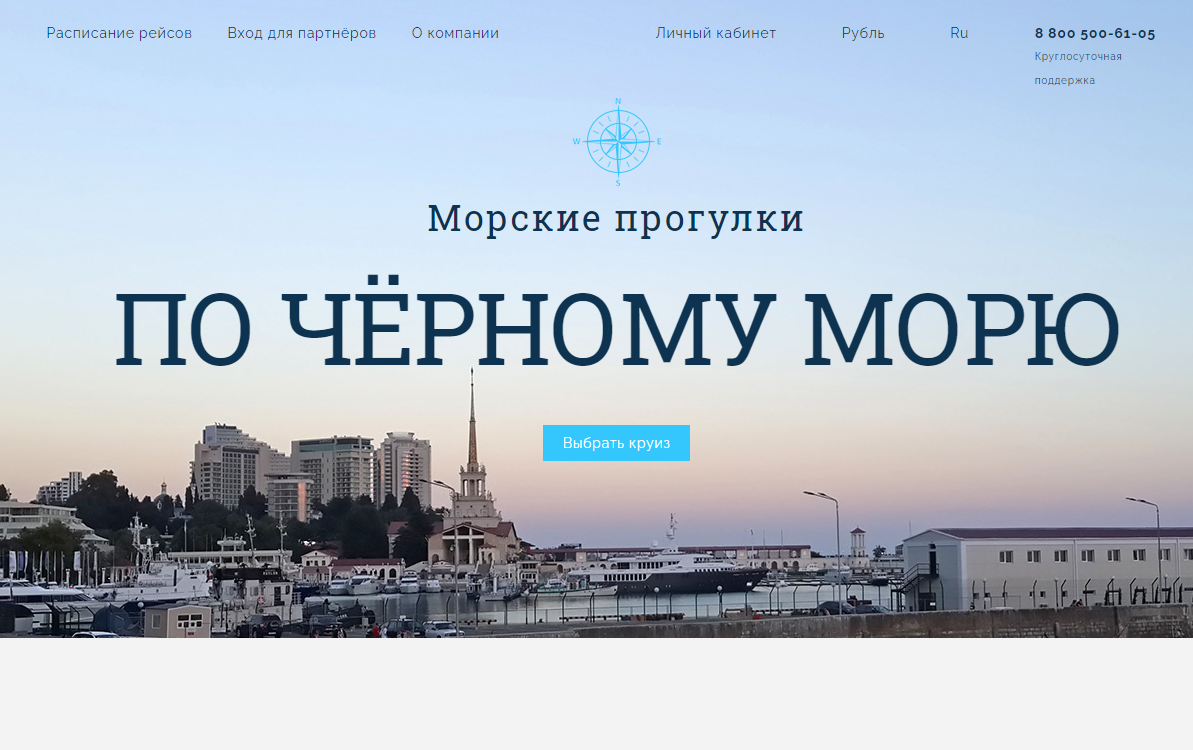 Расписание рейсов
Вход для партнёров
О компании
Личный кабинет
Рубль
Ru
8 800 500-61-05
Круглосуточная
поддержка
N
W E
S
Морские прогулки
ПО ЧЁРНОМУ МОРЮ
Выбрать круиз